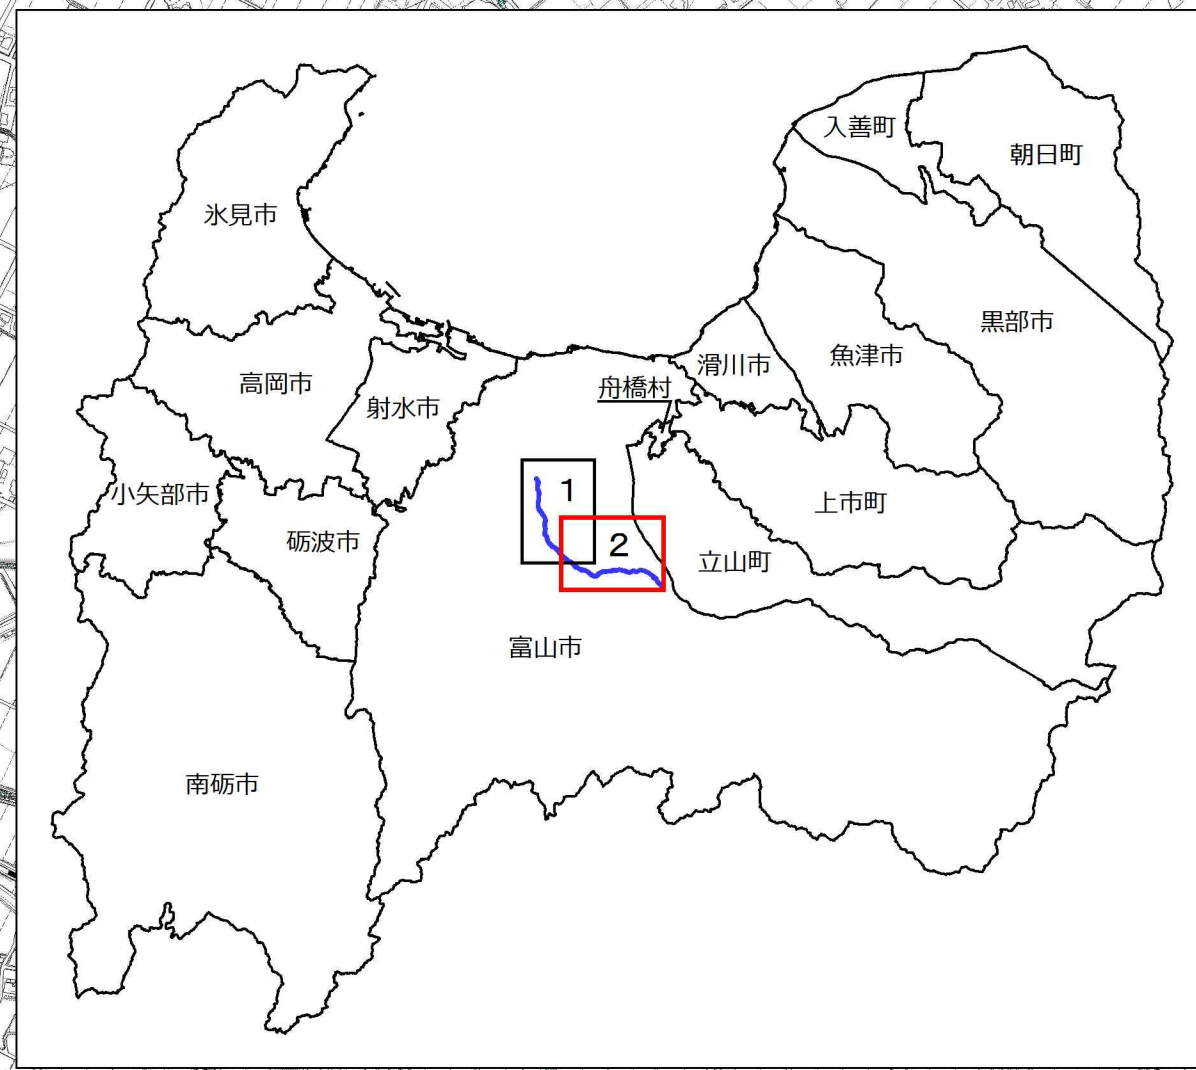 入善町
朝日町
氷見市
黒部市
魚津市
滑川市
高岡市
舟橋村
射水市
小矢部市
1
上市町
砺波市
2
立山町
富山市
南砺市